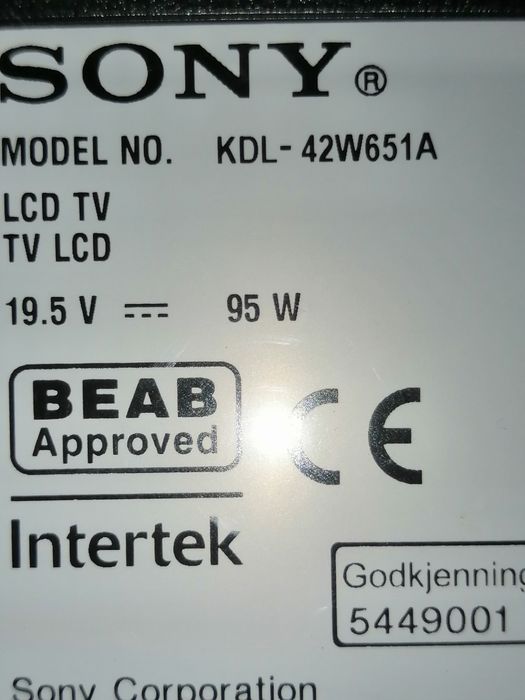 SONY®
MODEL NO. KDL-42W651A
LCD TV
TV LCD
19.5 V ⎓ 95 W
BEAB
Approved
CE
Intertek
Godkjenning
5449001
Sony Corporation